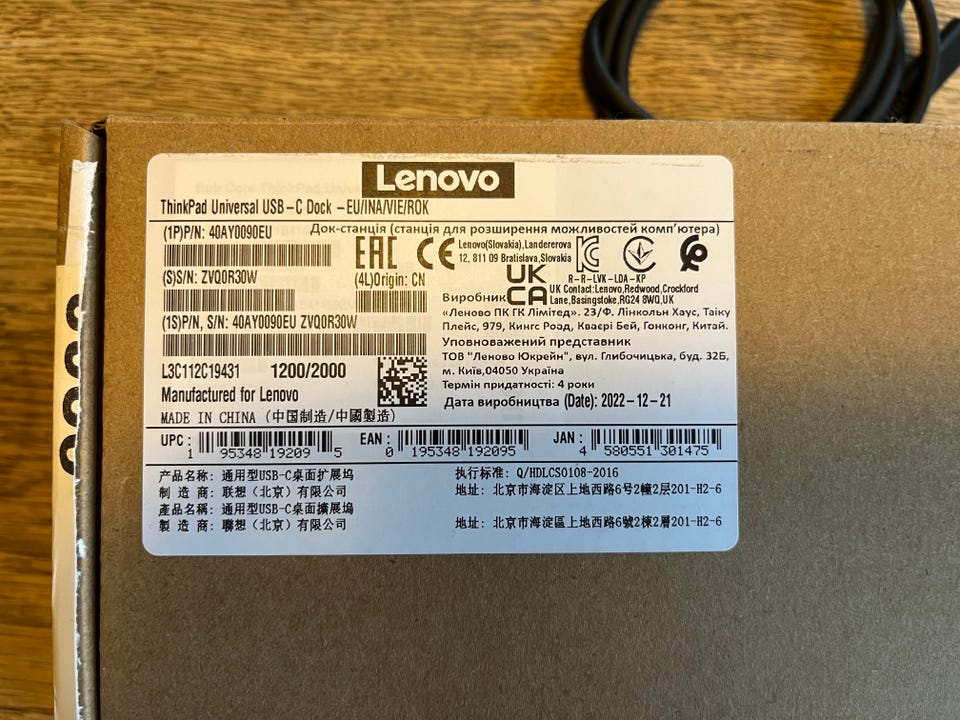 Lenovo
ThinkPad Universal USB-C Dock -EU/INA/VIE/ROK
(1P)P/N: 40AY0090EU
Док-станція (станція для розширення можливостей комп'ютера)
(S)S/N: ZVQ0R30W
(4L)Origin: CN
EAC CE
Lenovo(Slovakia),Landererova
12, 811 09 Bratislava,Slovakia
R-R-LVK-LDA-KP
UK
CA
UK Contact:Lenovo,Redwood,Crockford
Lane,Basingstoke,RG24 8WQ,UK
Виробник
«Леново ПК ГК Лімітед». 23/Ф. Лінкольн Хаус, Таіку
Плейс, 979, Кингс Роад, Кваєрі Бей, Гонконг, Китай.
(1S)P/N, S/N: 40AY0090EU ZVQ0R30W
Уповноважений представник
ТОВ "Леново Юкрейн", вул. Глибочицька, буд. 32Б,
м. Київ,04050 Україна
Термін придатності: 4 роки
Дата виробництва (Date): 2022-12-21
L3C112C19431 1200/2000
Manufactured for Lenovo
MADE IN CHINA (中国制造/中國製造)
UPC: 1 95348 19209 5
EAN: 0 195348 192095
JAN: 4 580551 301475
产品名称: 通用型USB-C桌面扩展坞
执行标准: Q/HDLCS0108-2016
制 造 商: 联想 (北京) 有限公司
地址: 北京市海淀区上地西路6号2幢2层201-H2-6
產品名稱: 通用型USB-C桌面擴展塢
製 造 商: 聯想 (北京) 有限公司
地址: 北京市海淀區上地西路6號2棟2層201-H2-6